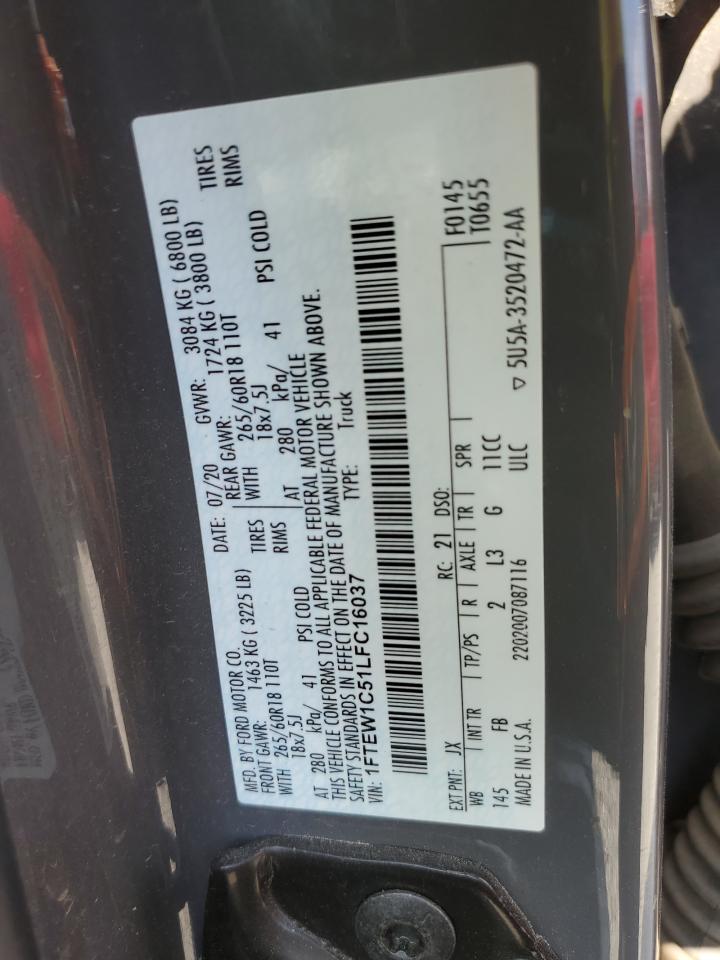 MFD. BY FORD MOTOR CO.
DATE: 07/20 GVWR: 3084 KG ( 6800 LB)
FRONT GAWR: 1463 KG ( 3225 LB)
REAR GAWR: 1724 KG ( 3800 LB)
WITH 265/60R18 110T TIRES
WITH 265/60R18 110T TIRES
18x7.5J RIMS
18x7.5J RIMS
AT 280 kPa/ 41 PSI COLD
AT 280 kPa/ 41 PSI COLD
THIS VEHICLE CONFORMS TO ALL APPLICABLE FEDERAL MOTOR VEHICLE
SAFETY STANDARDS IN EFFECT ON THE DATE OF MANUFACTURE SHOWN ABOVE.
VIN: 1FTEW1C51LFC16037
TYPE: Truck
F0145
T0655
EXT PNT: JX RC: 21 DSO:
WB INT TR TP/PS R AXLE TR SPR
145 FB 2 L3 G 11CC
MADE IN U.S.A. 2202007087116 ULC
▽ 5U5A-3520472-AA